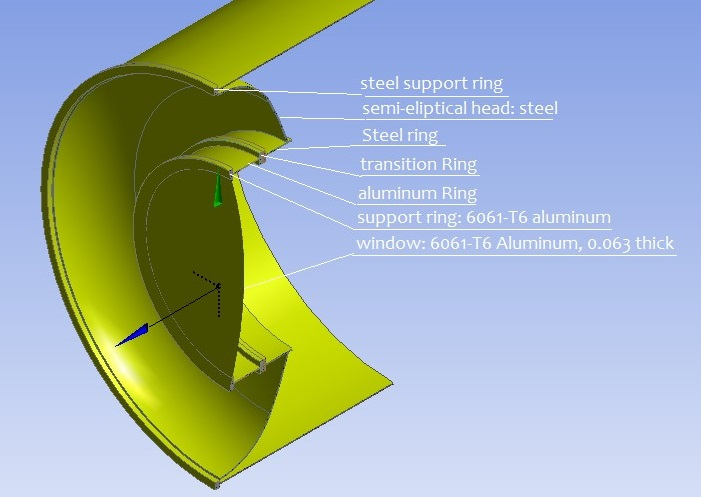 steel support ring
semi-eliptical head: steel
Steel ring
transition Ring
aluminum Ring
support ring: 6061-T6 aluminum
window: 6061-T6 Aluminum, 0.063 thick